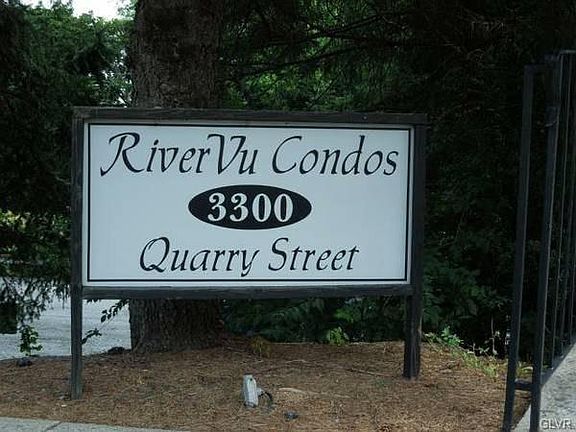 RiverVu Condos
3300
Quarry Street
GLVR